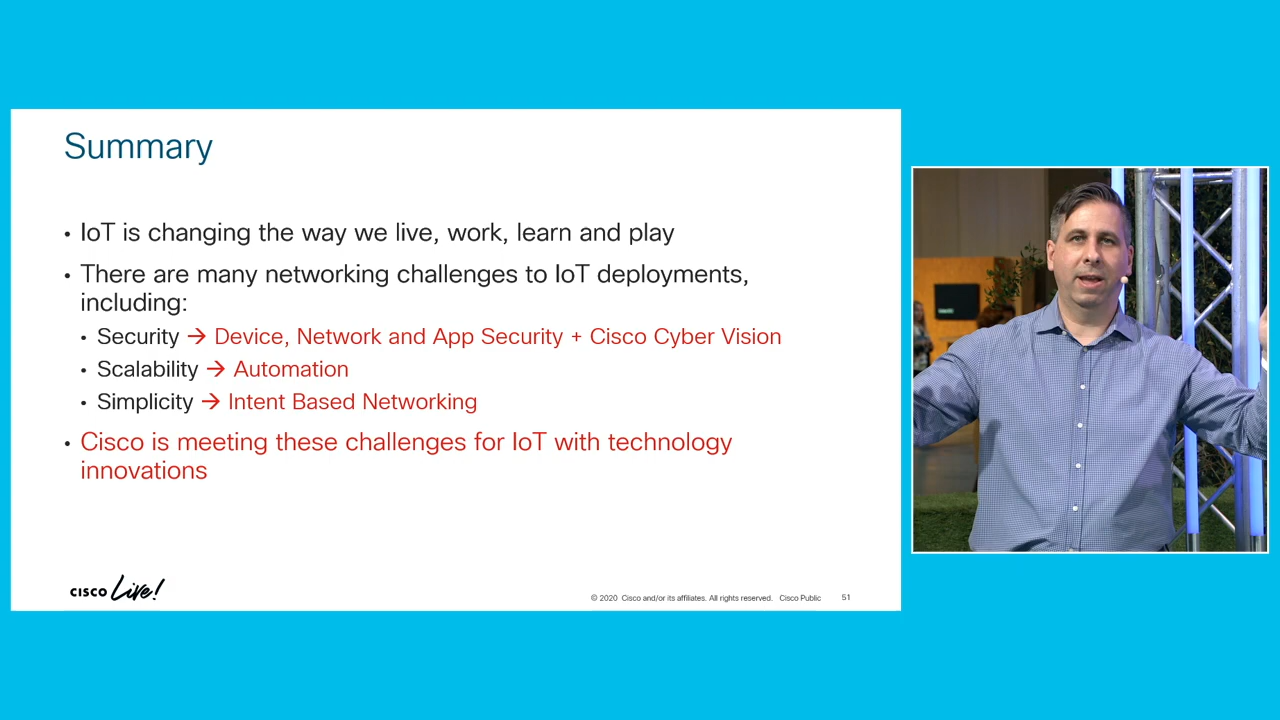 Summary
• IoT is changing the way we live, work, learn and play
• There are many networking challenges to IoT deployments,
including:
• Security → Device, Network and App Security + Cisco Cyber Vision
• Scalability → Automation
• Simplicity → Intent Based Networking
• Cisco is meeting these challenges for IoT with technology
innovations
CISCO Live!
© 2020 Cisco and/or its affiliates. All rights reserved. Cisco Public 51